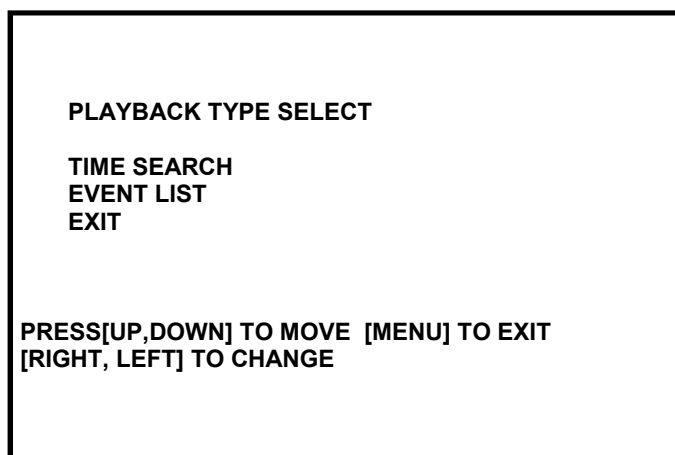 PLAYBACK TYPE SELECT
TIME SEARCH
EVENT LIST
EXIT
PRESS[UP,DOWN] TO MOVE [MENU] TO EXIT
[RIGHT, LEFT] TO CHANGE